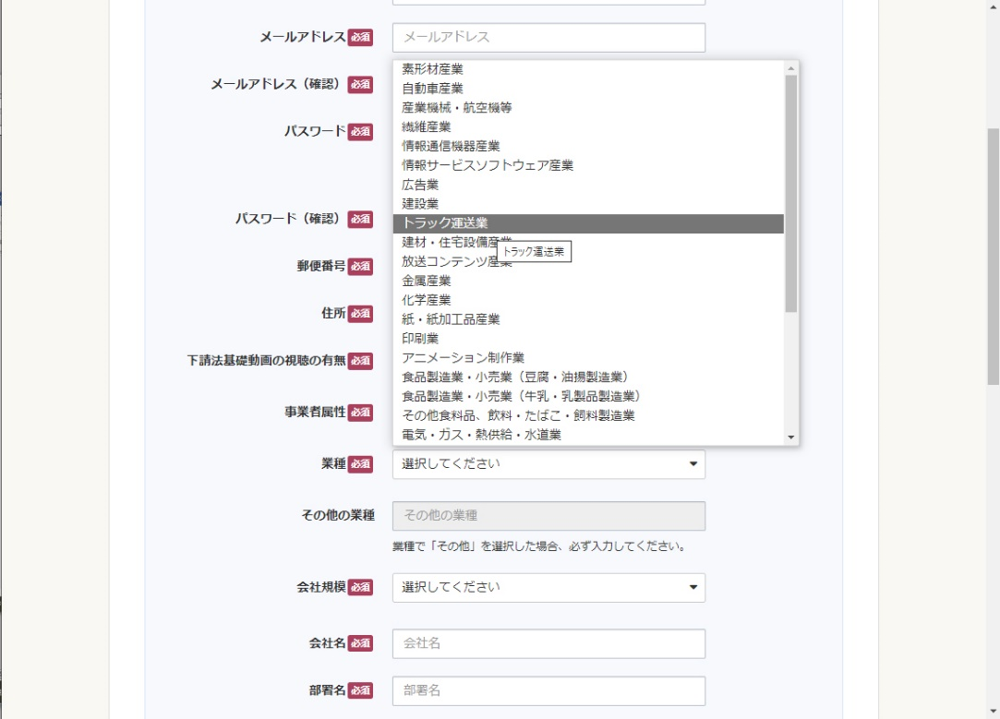 メールアドレス 必須 メールアドレス
メールアドレス（確認） 必須
パスワード 必須
パスワード（確認） 必須
郵便番号 必須
住所 必須
下請法基礎動画の視聴の有無 必須
事業者属性 必須
素形材産業
自動車産業
産業機械・航空機等
繊維産業
情報通信機器産業
情報サービスソフトウェア産業
広告業
建設業
トラック運送業
建材・住宅設備産業
トラック運送業
放送コンテンツ産業
金属産業
化学産業
紙・紙加工品産業
印刷業
アニメーション制作業
食品製造業・小売業（豆腐・油揚製造業）
食品製造業・小売業（牛乳・乳製品製造業）
その他食料品、飲料・たばこ・飼料製造業
電気・ガス・熱供給・水道業
業種 必須 選択してください
その他の業種 その他の業種
業種で「その他」を選択した場合、必ず入力してください。
会社規模 必須 選択してください
会社名 必須 会社名
部署名 必須 部署名